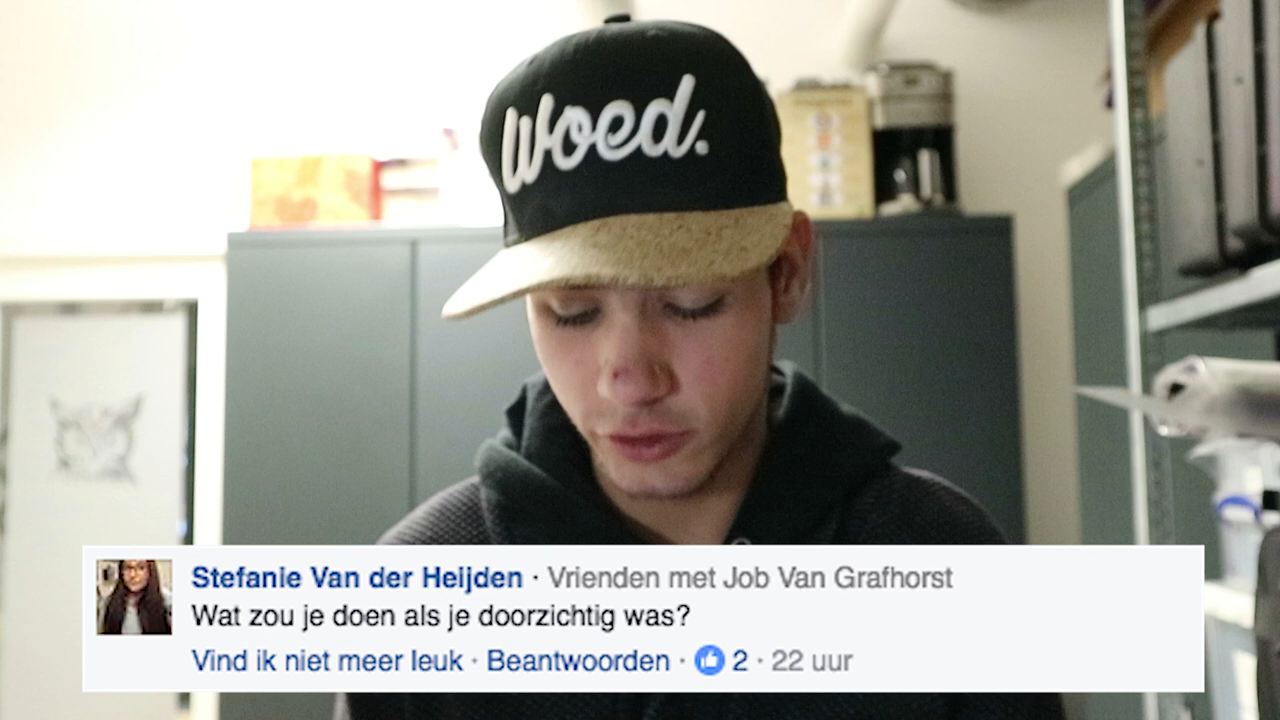 Woed.
Stefanie Van der Heijden · Vrienden met Job Van Grafhorst
Wat zou je doen als je doorzichtig was?
Vind ik niet meer leuk · Beantwoorden · 2 · 22 uur